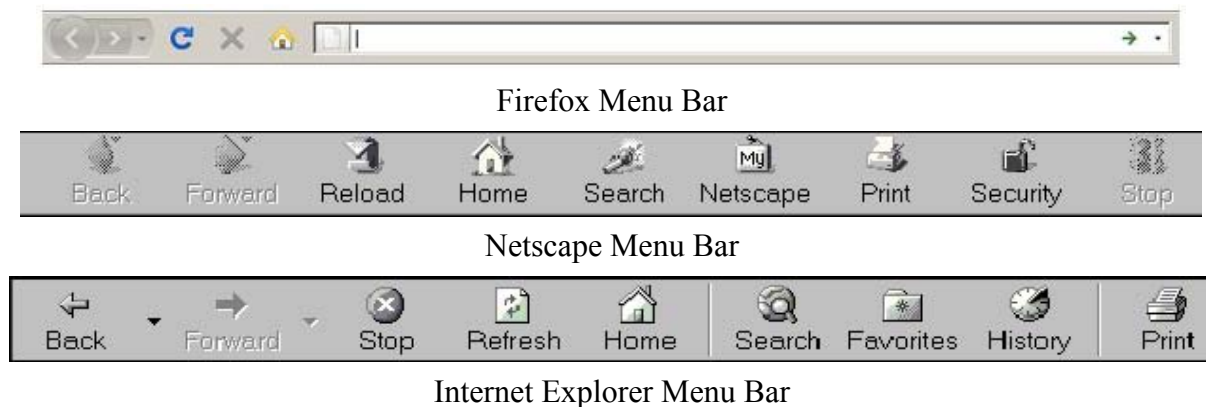 Firefox Menu Bar
Back Forward Reload Home Search My Netscape Print Security Stop
Netscape Menu Bar
Back Forward Stop Refresh Home Search Favorites History Print
Internet Explorer Menu Bar